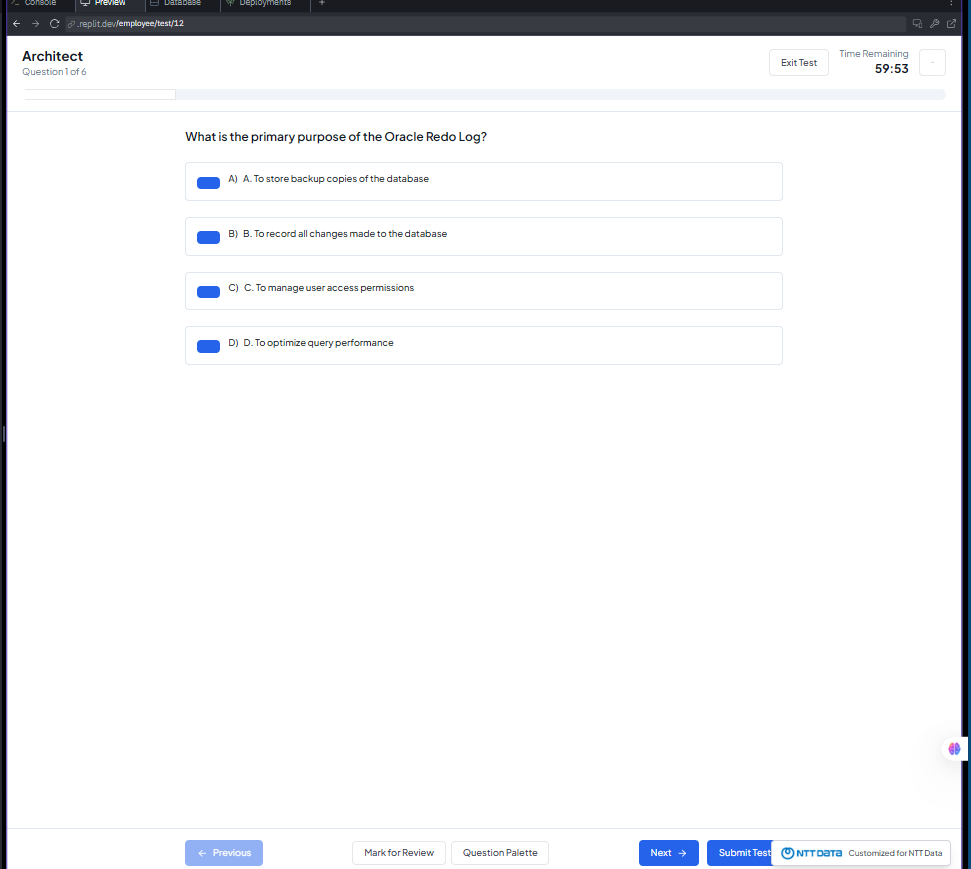 Console Preview Database Deployments +
.replit.dev/employee/test/12
Architect
Question 1 of 6
Exit Test
Time Remaining
59:53
What is the primary purpose of the Oracle Redo Log?
A) A. To store backup copies of the database
B) B. To record all changes made to the database
C) C. To manage user access permissions
D) D. To optimize query performance
← Previous
Mark for Review
Question Palette
Next →
Submit Test
NTT DATA Customized for NTT Data